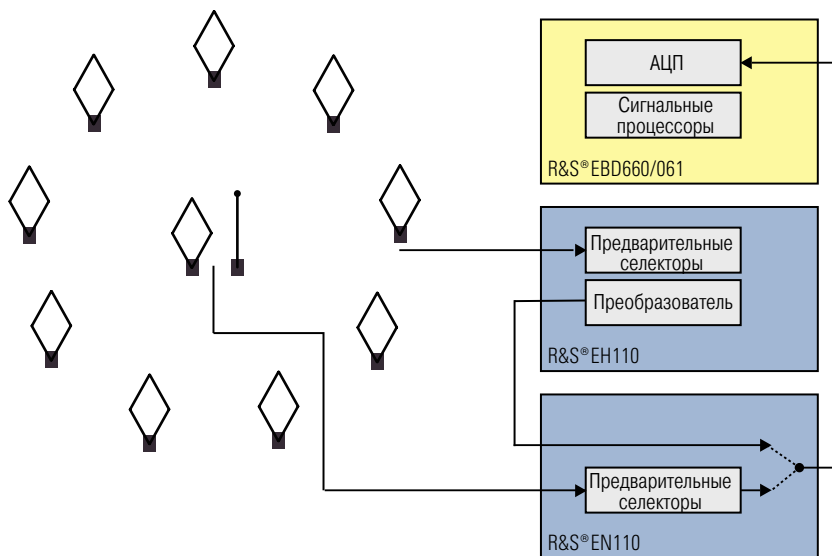 АЦП
Сигнальные
процессоры
R&S®EBD660/061
Предварительные
селекторы
Преобразователь
R&S®EH110
Предварительные
селекторы
R&S®EN110